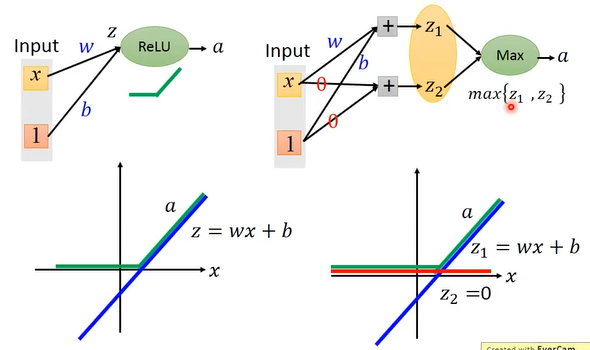 Input
x
1
w
b
z
ReLU
a
Input
x
1
w
b
0
0
+
+
z₁
z₂
Max
a
max{z₁ , z₂ }
a
z = wx + b
x
a
z₁ = wx + b
x
z₂ =0
Created with EverCam